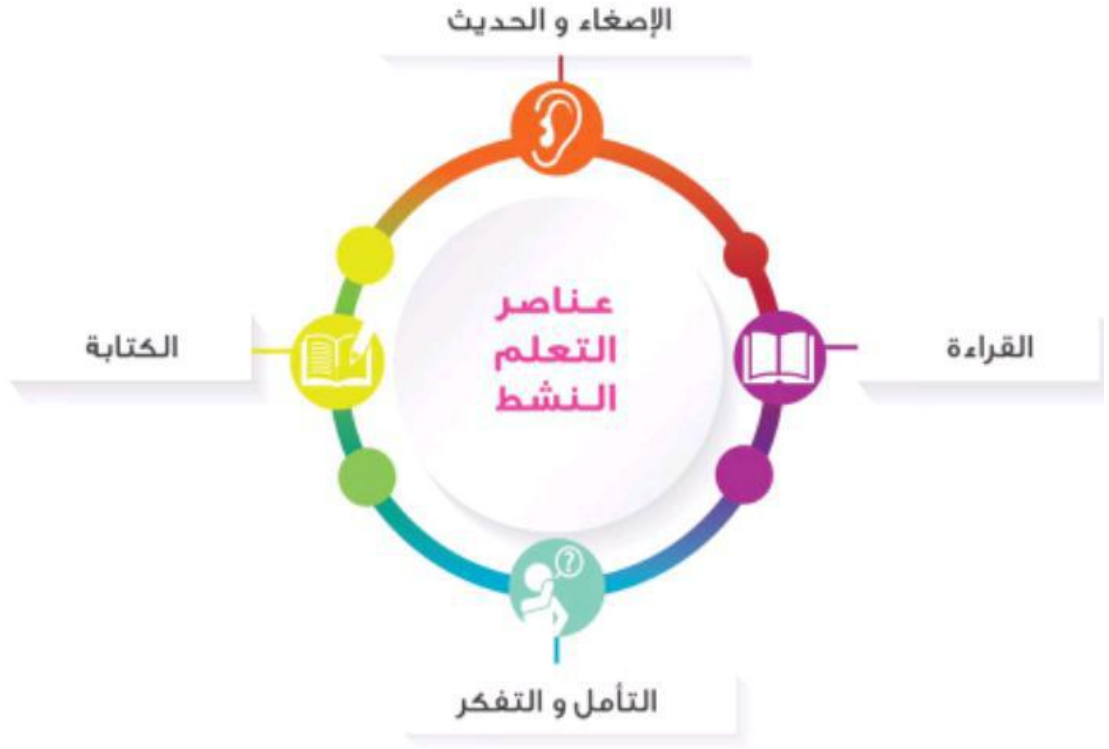 الإصغاء و الحديث
عناصر
التعلم
النشط
القراءة
الكتابة
?
التأمل و التفكر